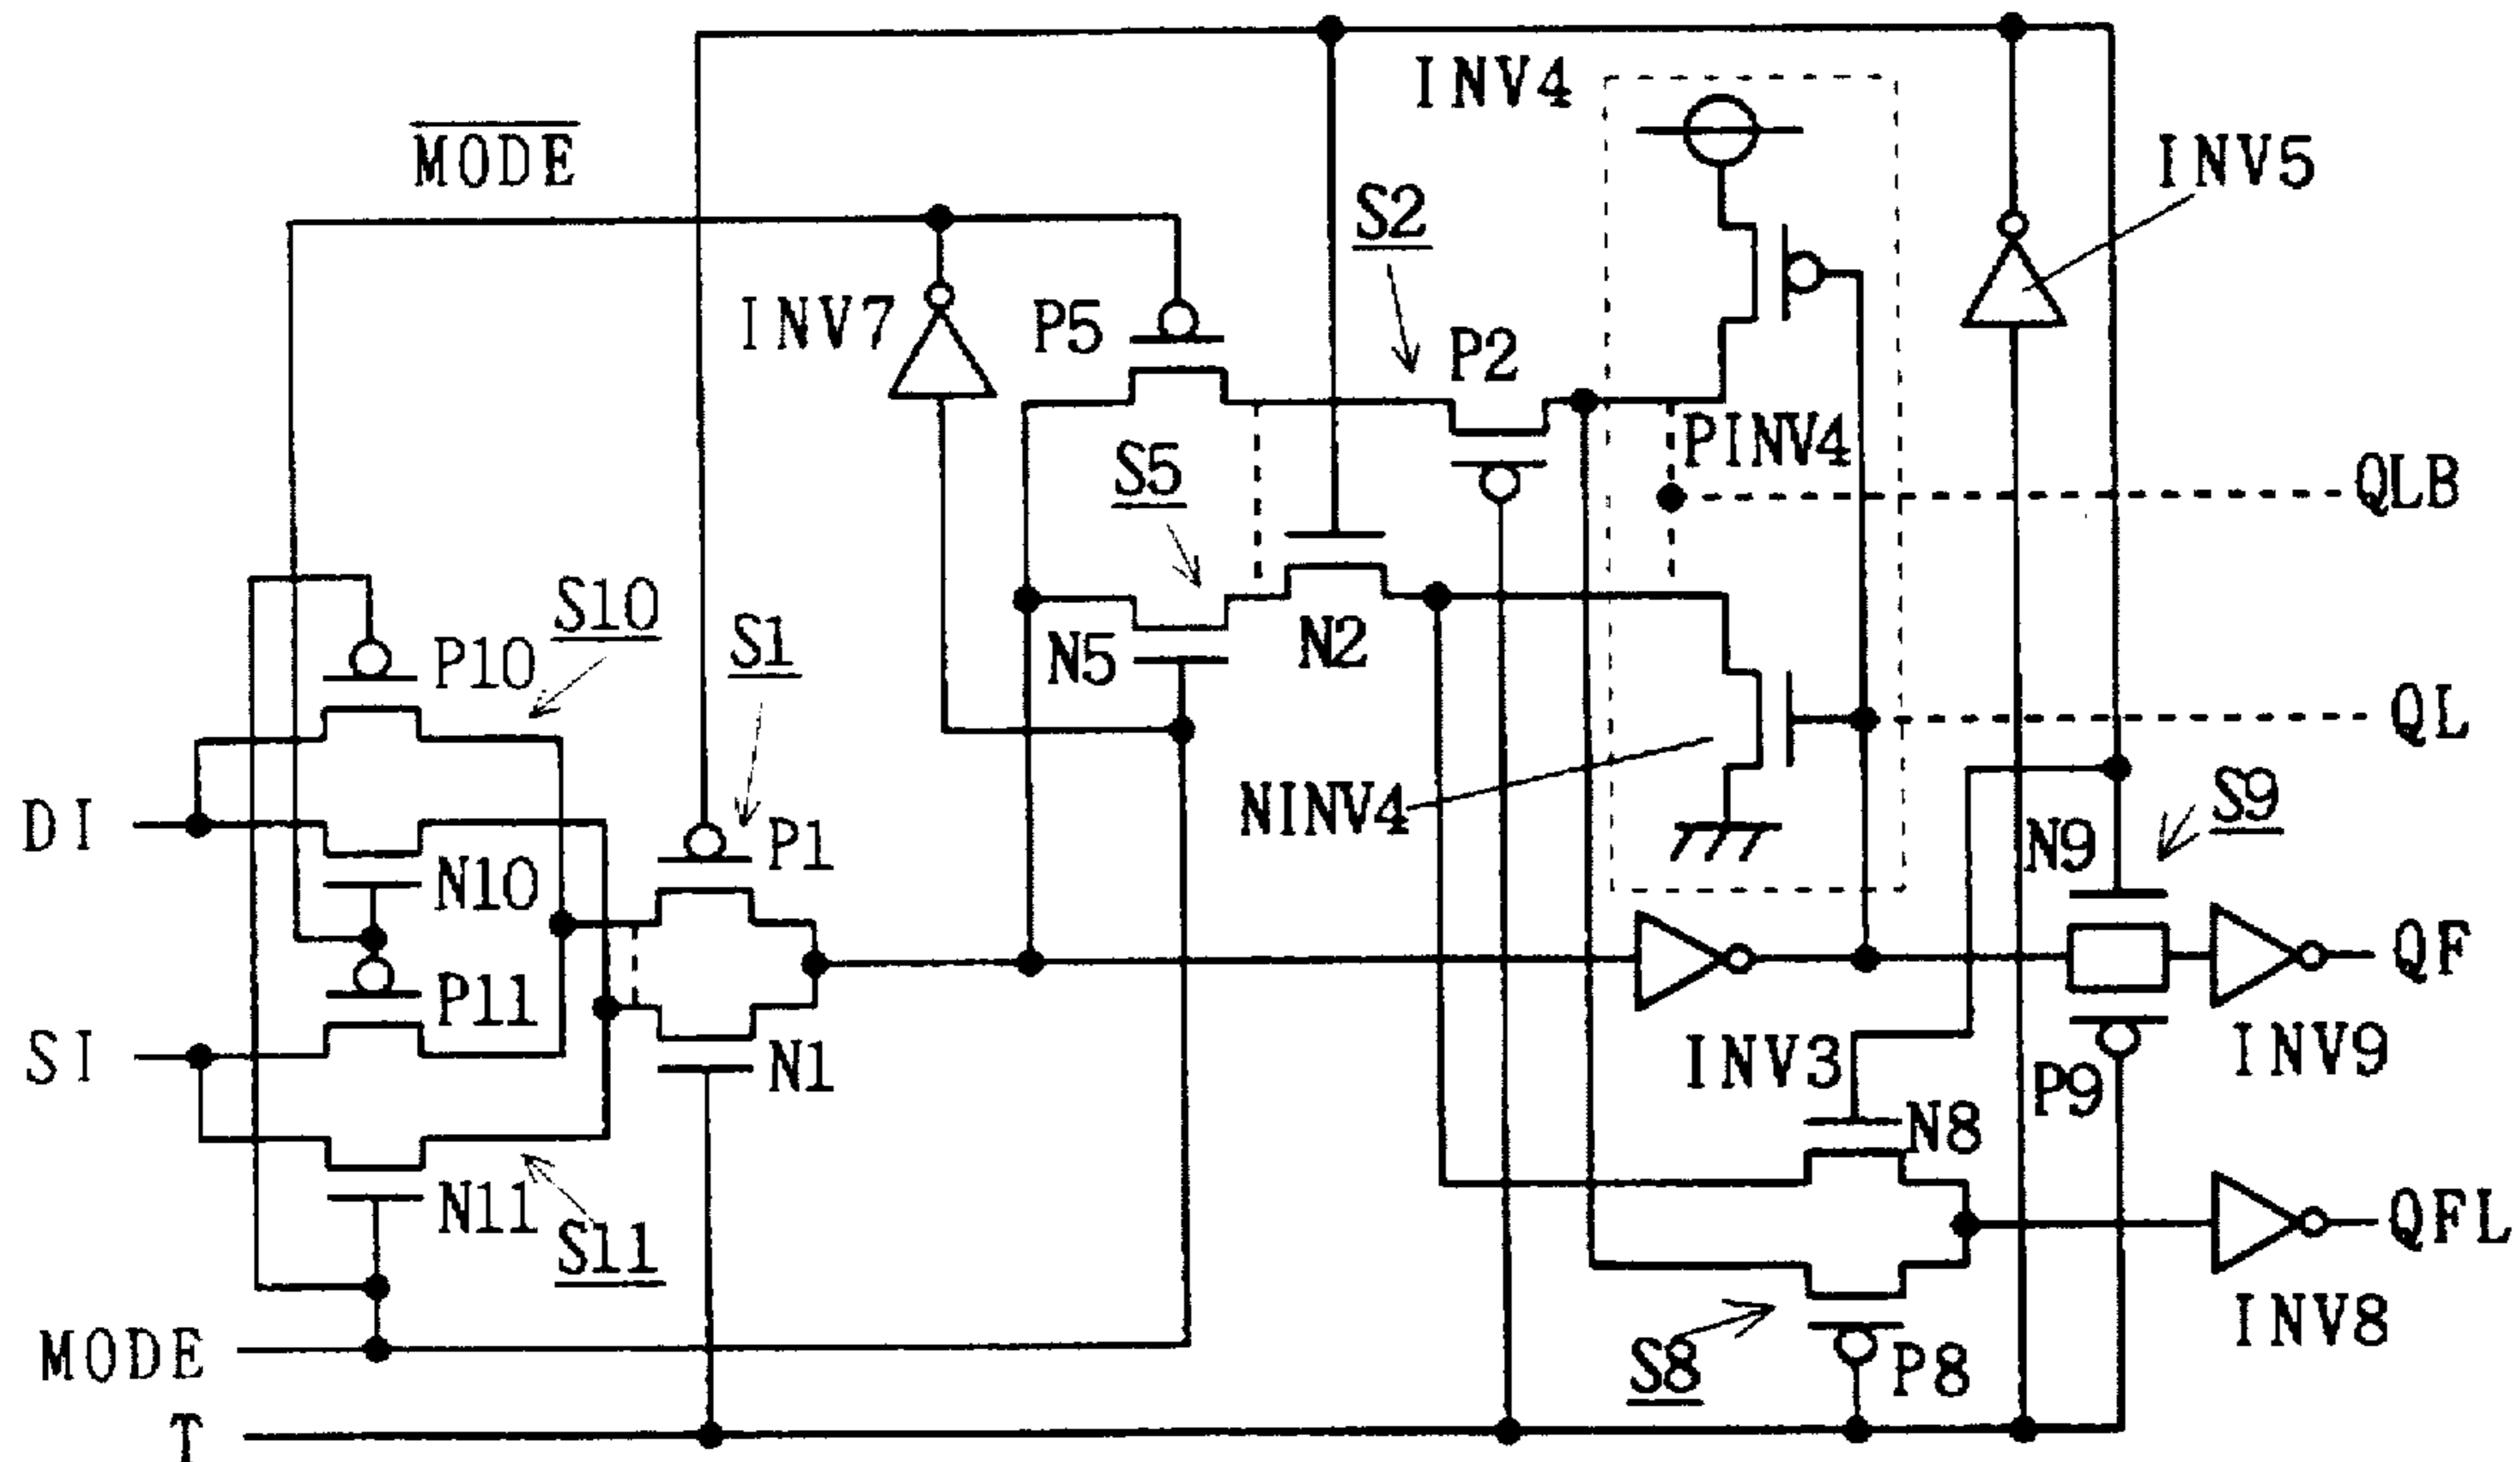 INV4
MODE
INV5
S2
INV7
P5
P2
PINV4
S5
QLB
S10
P10
S1
N5
N2
QL
DI
NINV4
S9
P1
N9
N10
QF
P11
SI
N1
INV3
INV9
P9
N8
N11
S11
QFL
MODE
S8
P8
INV8
T